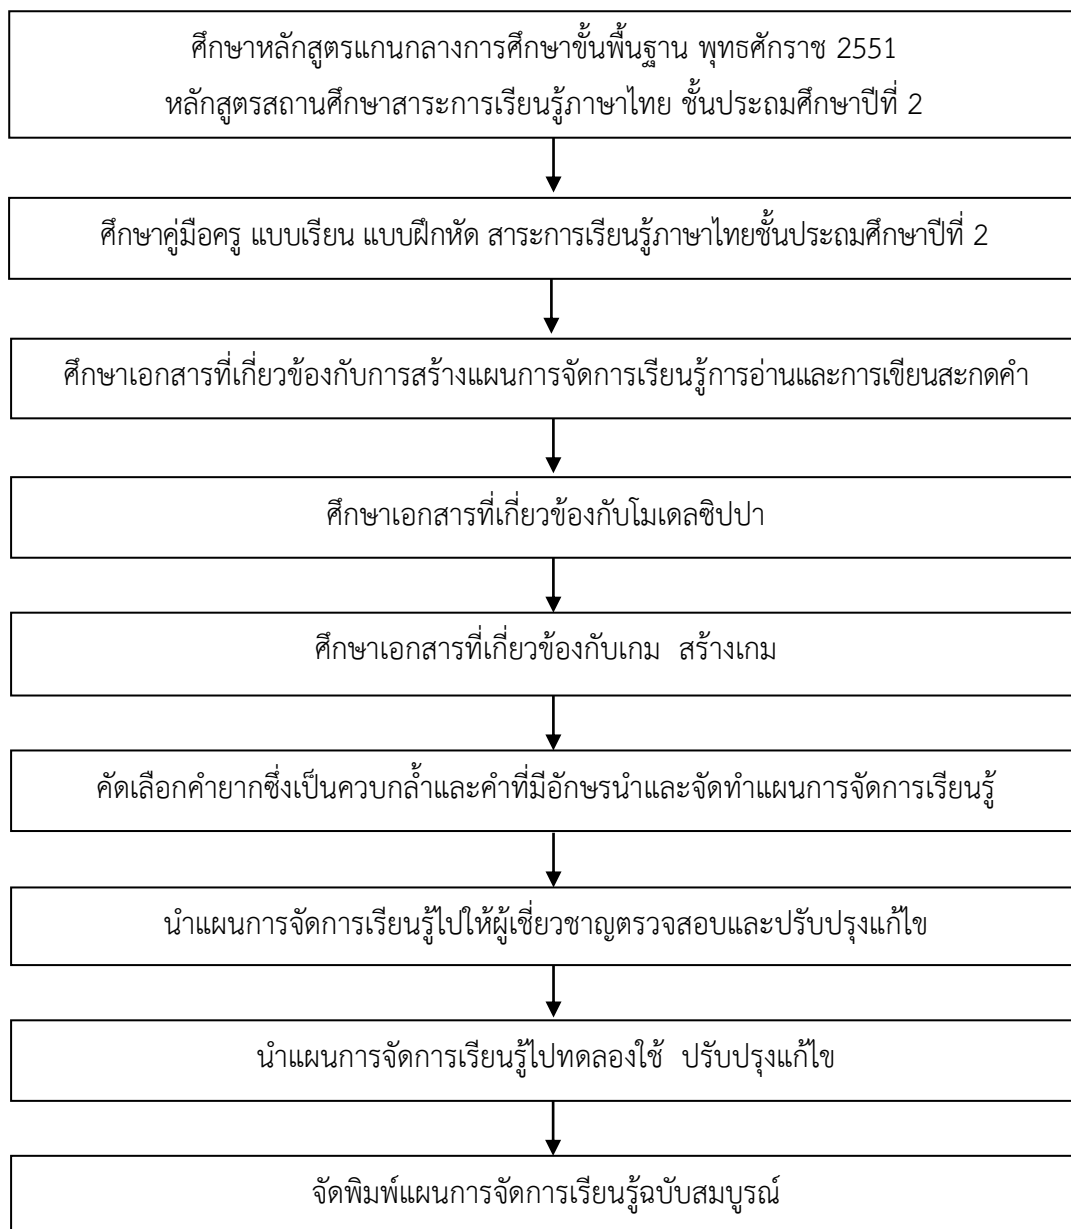 ศึกษาหลักสูตรแกนกลางการศึกษาขั้นพื้นฐาน พุทธศักราช 2551
หลักสูตรสถานศึกษาสาระการเรียนรู้ภาษาไทย ชั้นประถมศึกษาปีที่ 2
ศึกษาคู่มือครู แบบเรียน แบบฝึกหัด สาระการเรียนรู้ภาษาไทยชั้นประถมศึกษาปีที่ 2
ศึกษาเอกสารที่เกี่ยวข้องกับการสร้างแผนการจัดการเรียนรู้การอ่านและการเขียนสะกดคำ
ศึกษาเอกสารที่เกี่ยวข้องกับโมเดลซิปปา
ศึกษาเอกสารที่เกี่ยวข้องกับเกม สร้างเกม
คัดเลือกคำยากซึ่งเป็นควบกล้ำและคำที่มีอักษรนำและจัดทำแผนการจัดการเรียนรู้
นำแผนการจัดการเรียนรู้ไปให้ผู้เชี่ยวชาญตรวจสอบและปรับปรุงแก้ไข
นำแผนการจัดการเรียนรู้ไปทดลองใช้ ปรับปรุงแก้ไข
จัดพิมพ์แผนการจัดการเรียนรู้ฉบับสมบูรณ์